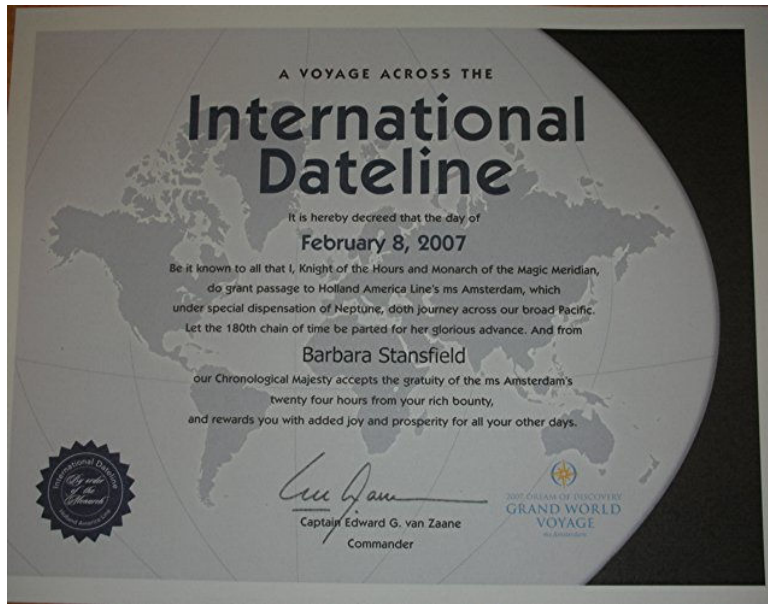 A VOYAGE ACROSS THE
International
Dateline
It is hereby decreed that the day of
February 8, 2007
Be it known to all that I, Knight of the Hours and Monarch of the Magic Meridian,
do grant passage to Holland America Line's ms Amsterdam, which
under special dispensation of Neptune, doth journey across our broad Pacific.
Let the 180th chain of time be parted for her glorious advance. And from
Barbara Stansfield
our Chronological Majesty accepts the gratuity of the ms Amsterdam's
twenty four hours from your rich bounty,
and rewards you with added joy and prosperity for all your other days.
International Dateline
By order
of the
Monarch
Holland America Line
Captain Edward G. van Zaane
Commander
2007 DREAM OF DISCOVERY
GRAND WORLD
VOYAGE
ms Amsterdam